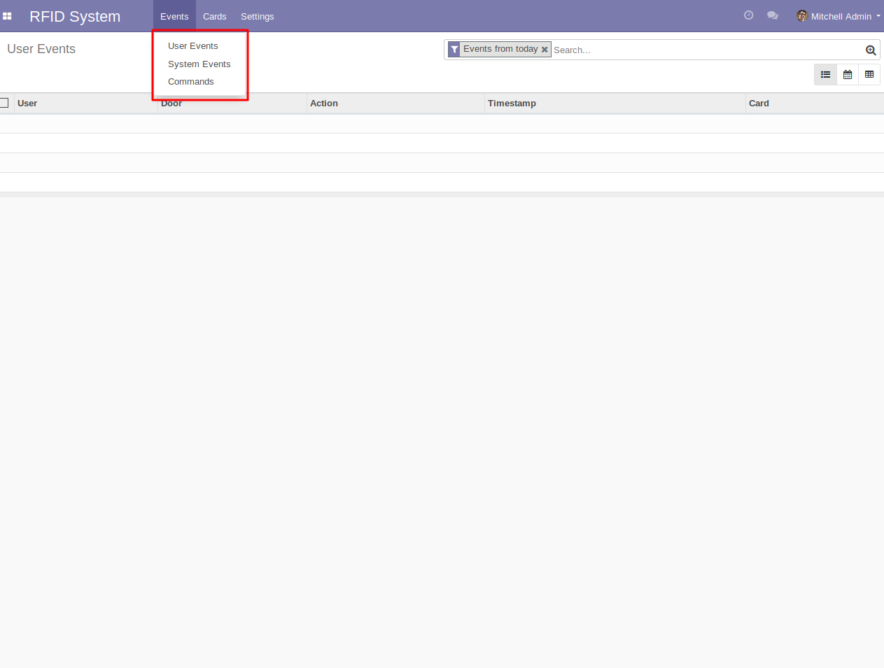 RFID System Events Cards Settings Mitchell Admin
User Events
System Events
Commands
User Events
Events from today Search...
User Door Action Timestamp Card